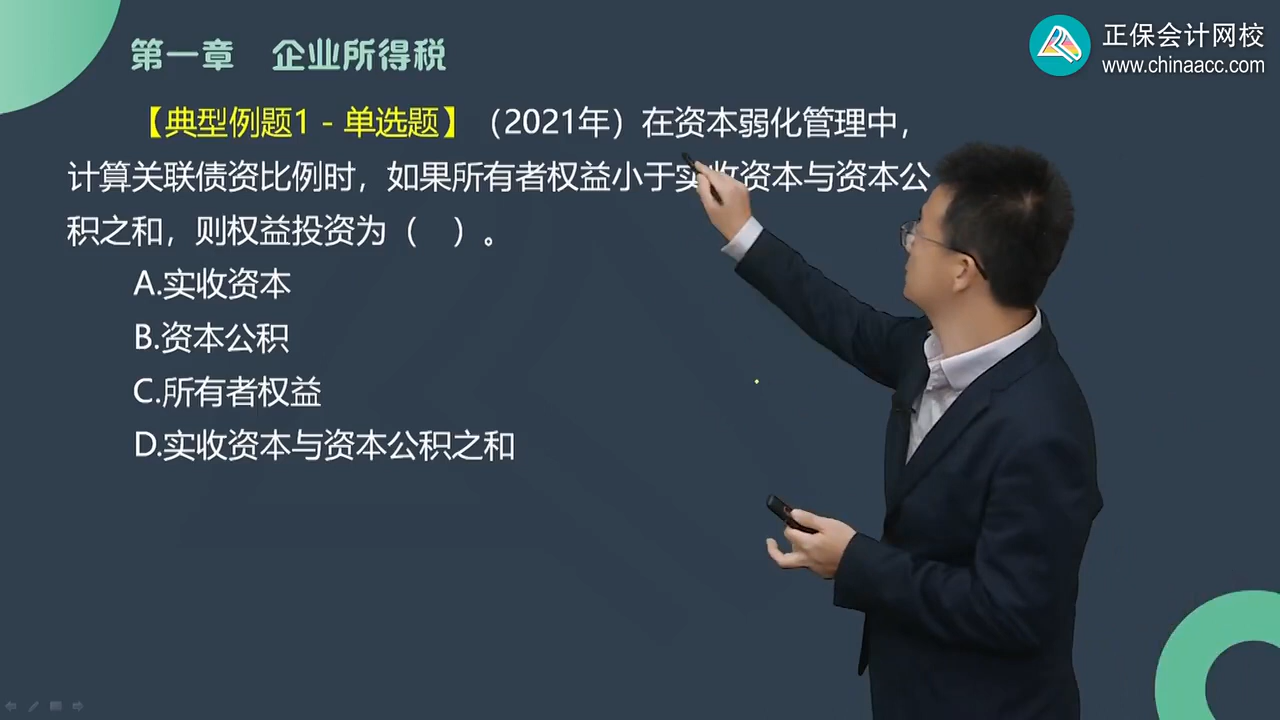 第一章 企业所得税
正保会计网校
www.chinaacc.com
【典型例题1－单选题】（2021年）在资本弱化管理中，
计算关联债资比例时，如果所有者权益小于实收资本与资本公
积之和，则权益投资为（ ）。
A.实收资本
B.资本公积
C.所有者权益
D.实收资本与资本公积之和